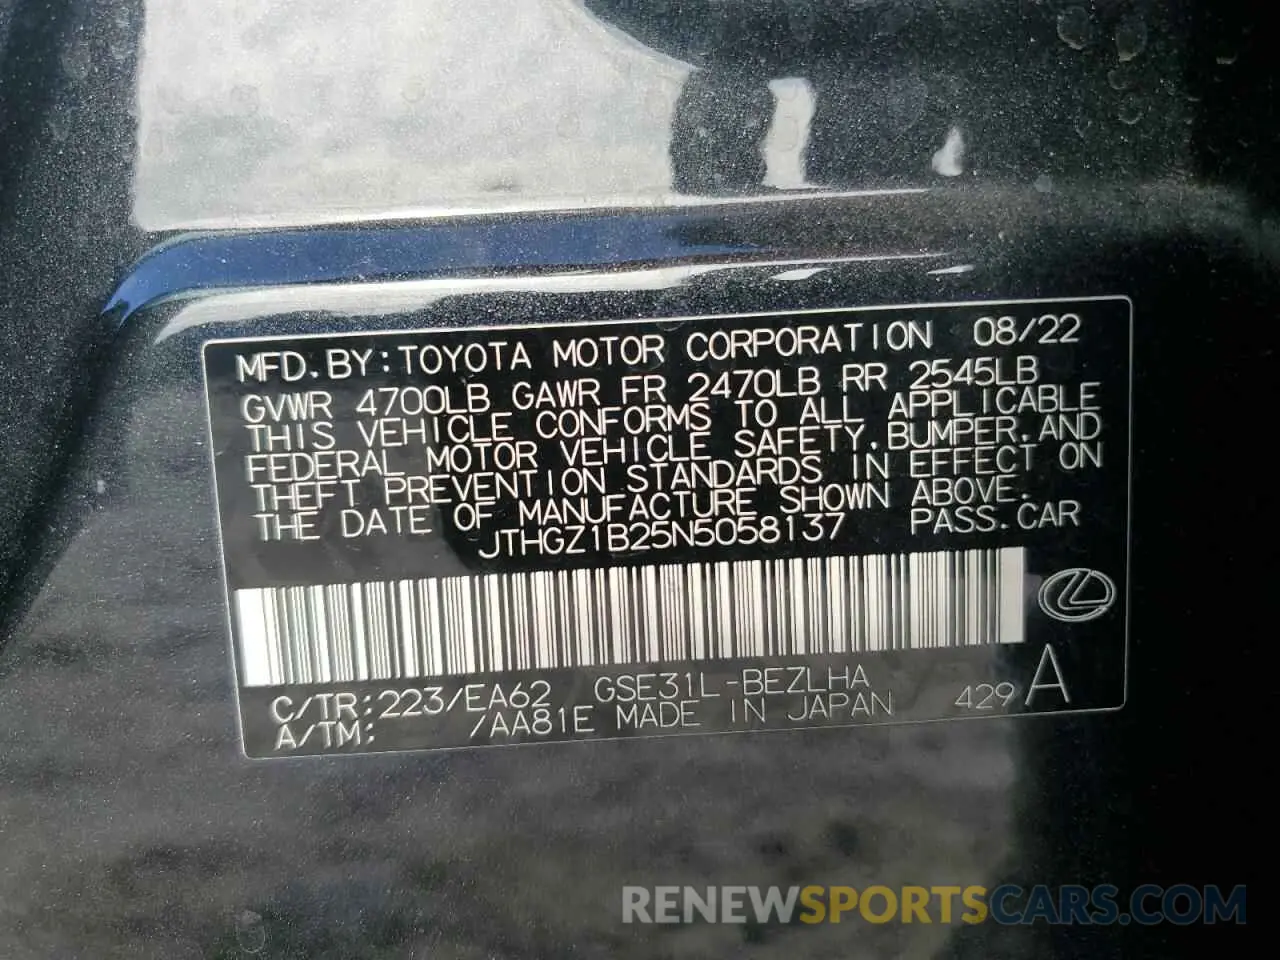 MFD. BY: TOYOTA MOTOR CORPORATION 08/22
GVWR 4700LB GAWR FR 2470LB RR 2545LB
THIS VEHICLE CONFORMS TO ALL APPLICABLE
FEDERAL MOTOR VEHICLE SAFETY, BUMPER, AND
THEFT PREVENTION STANDARDS IN EFFECT ON
THE DATE OF MANUFACTURE SHOWN ABOVE.
JTHGZ1B25N5058137 PASS. CAR
C/TR: 223/EA62 GSE31L-BEZLHA
A/TM: /AA81E MADE IN JAPAN 429 A
RENEWSPORTSCARS.COM